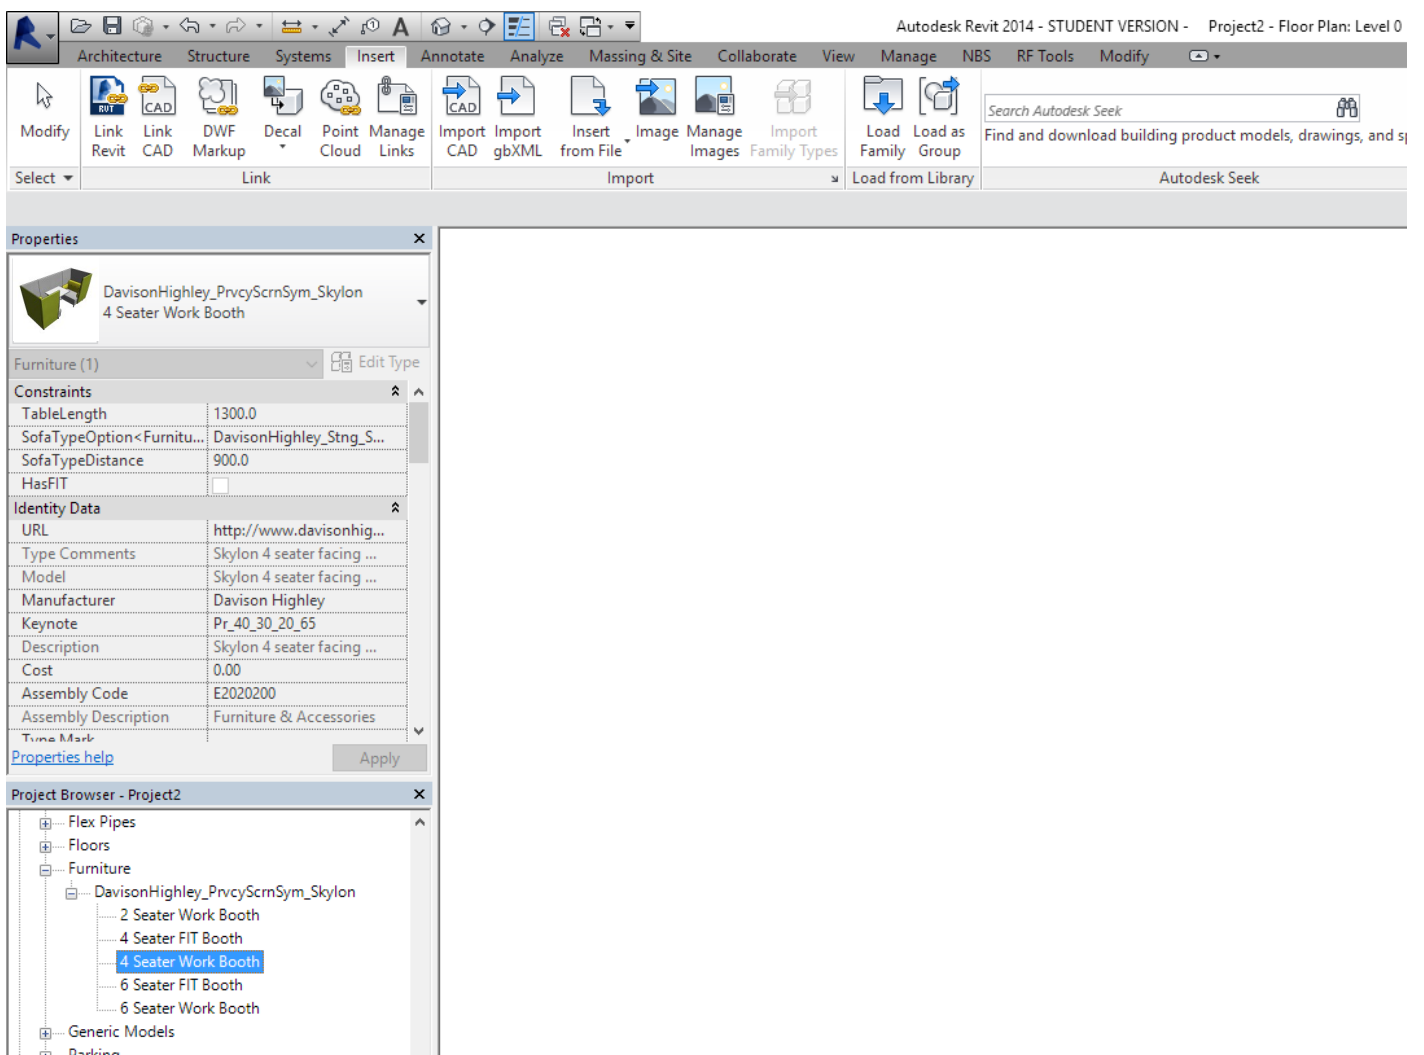 Autodesk Revit 2014 - STUDENT VERSION - Project2 - Floor Plan: Level 0
Architecture Structure Systems Insert Annotate Analyze Massing & Site Collaborate View Manage NBS RF Tools Modify
Modify
Link Revit
Link CAD
DWF Markup
Decal
Point Cloud
Manage Links
Import CAD
Import gbXML
Insert from File
Image
Manage Images
Import Family Types
Load Family
Load as Group
Search Autodesk Seek
Find and download building product models, drawings, and
Select
Link
Import
Load from Library
Autodesk Seek
Properties
DavisonHighley_PrvcyScrnSym_Skylon
4 Seater Work Booth
Furniture (1) Edit Type
Constraints
TableLength 1300.0
SofaTypeOption<Furnitu... DavisonHighley_Stng_S...
SofaTypeDistance 900.0
HasFIT
Identity Data
URL http://www.davisonhig...
Type Comments Skylon 4 seater facing ...
Model Skylon 4 seater facing ...
Manufacturer Davison Highley
Keynote Pr_40_30_20_65
Description Skylon 4 seater facing ...
Cost 0.00
Assembly Code E2020200
Assembly Description Furniture & Accessories
Type Mark
Properties help Apply
Project Browser - Project2
Flex Pipes
Floors
Furniture
DavisonHighley_PrvcyScrnSym_Skylon
2 Seater Work Booth
4 Seater FIT Booth
4 Seater Work Booth
6 Seater FIT Booth
6 Seater Work Booth
Generic Models
Parking